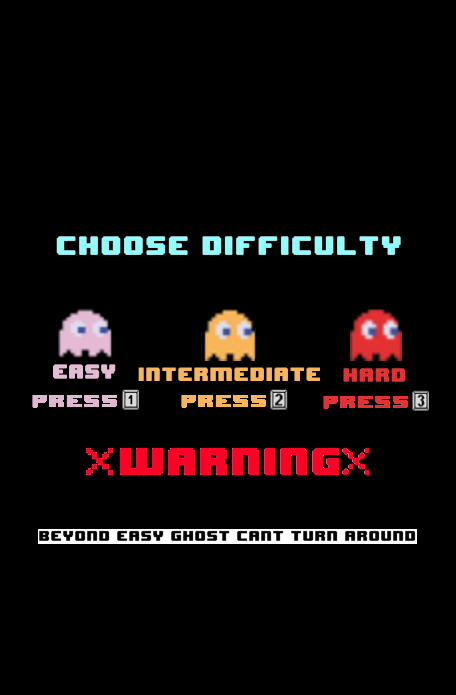 CHOOSE DIFFICULTY
EASY INTERMEDIATE HARD
PRESS 1 PRESS 2 PRESS 3
WARNING
BEYOND EASY GHOST CANT TURN AROUND